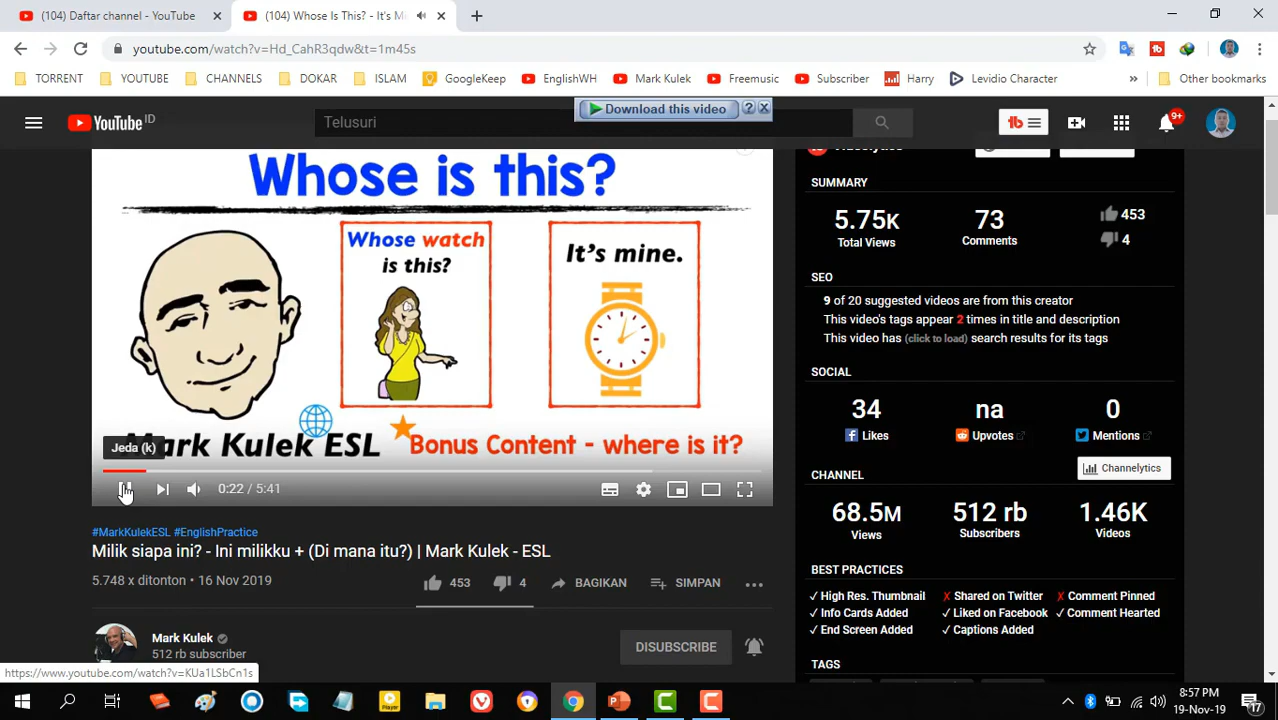 (104) Daftar channel - YouTube
(104) Whose Is This? - It's M
youtube.com/watch?v=Hd_CahR3qdw&t=1m45s
TORRENT YOUTUBE CHANNELS DOKAR ISLAM GoogleKeep EnglishWH Mark Kulek Freemusic Subscriber Harry Levidio Character » Other bookmarks
Download this video ? X
YouTube ID
Telusuri
tb
9+
Whose is this?
Whose watch
is this?
It's mine.
Mark Kulek ESL
Bonus Content - where is it?
Jeda (k)
0:22 / 5:41
#MarkKulekESL #EnglishPractice
Milik siapa ini? - Ini milikku + (Di mana itu?) | Mark Kulek - ESL
5.748 x ditonton • 16 Nov 2019
453 4 BAGIKAN SIMPAN
Mark Kulek
512 rb subscriber
DISUBSCRIBE
https://www.youtube.com/watch?v=KUa1LSbCn1s
SUMMARY
5.75K 73 453
Total Views Comments 4
SEO
9 of 20 suggested videos are from this creator
This video's tags appear 2 times in title and description
This video has (click to load) search results for its tags
SOCIAL
34 na 0
Likes Upvotes Mentions
CHANNEL Channelytics
68.5M 512 rb 1.46K
Views Subscribers Videos
BEST PRACTICES
✓ High Res. Thumbnail ✗ Shared on Twitter ✗ Comment Pinned
✓ Info Cards Added ✓ Liked on Facebook ✓ Comment Hearted
✓ End Screen Added ✓ Captions Added
TAGS
Player
8:57 PM
19-Nov-19
17